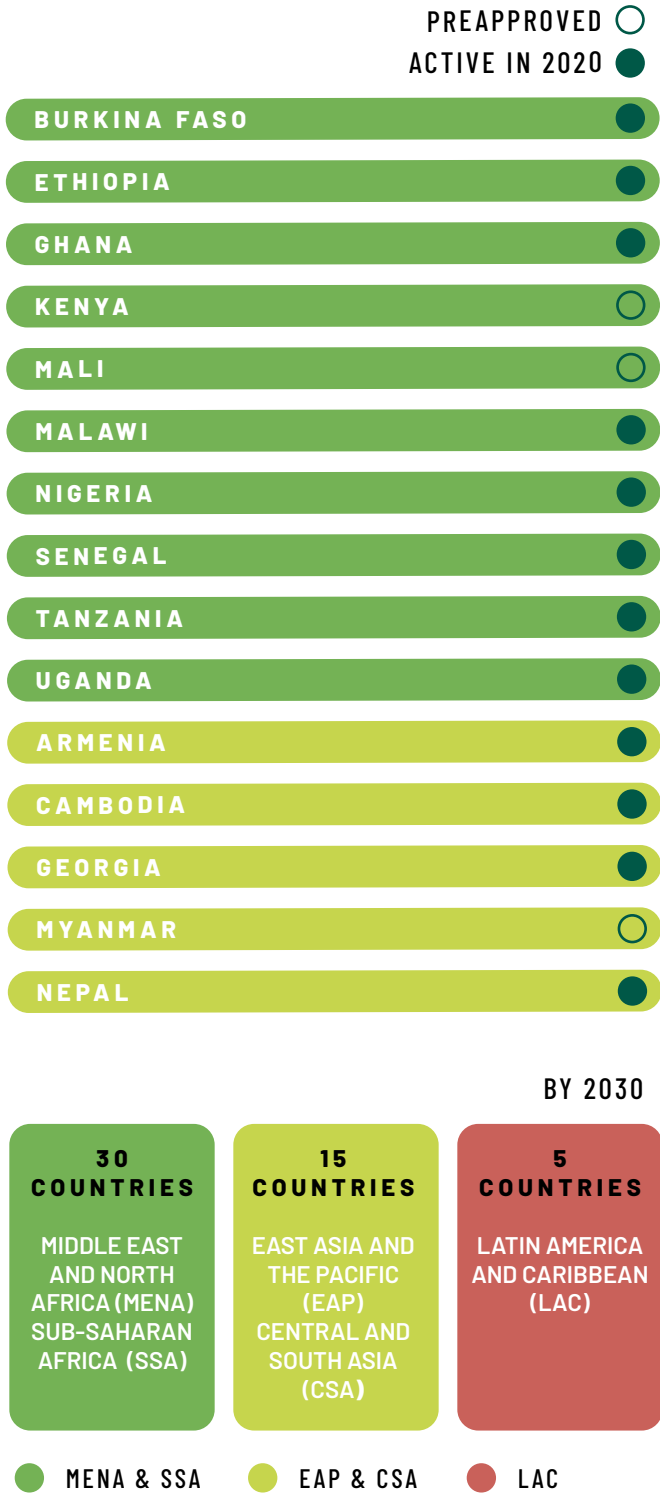 PREAPPROVED
ACTIVE IN 2020
BURKINA FASO
ETHIOPIA
GHANA
KENYA
MALI
MALAWI
NIGERIA
SENEGAL
TANZANIA
UGANDA
ARMENIA
CAMBODIA
GEORGIA
MYANMAR
NEPAL
BY 2030
30
COUNTRIES
MIDDLE EAST
AND NORTH
AFRICA (MENA)
SUB-SAHARAN
AFRICA (SSA)
15
COUNTRIES
EAST ASIA AND
THE PACIFIC
(EAP)
CENTRAL AND
SOUTH ASIA
(CSA)
5
COUNTRIES
LATIN AMERICA
AND CARIBBEAN
(LAC)
MENA & SSA
EAP & CSA
LAC